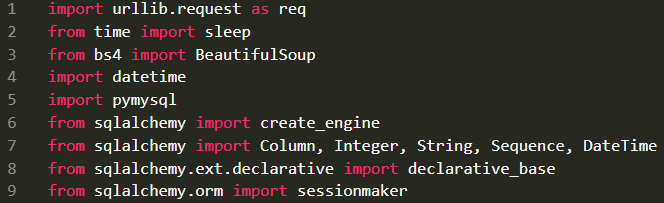 1 import urllib.request as req
2 from time import sleep
3 from bs4 import BeautifulSoup
4 import datetime
5 import pymysql
6 from sqlalchemy import create_engine
7 from sqlalchemy import Column, Integer, String, Sequence, DateTime
8 from sqlalchemy.ext.declarative import declarative_base
9 from sqlalchemy.orm import sessionmaker